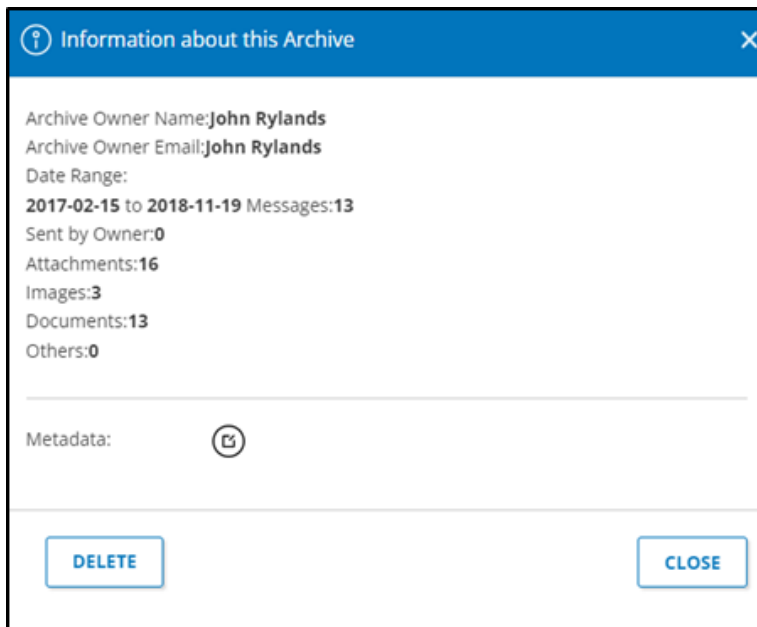 Information about this Archive
Archive Owner Name:John Rylands
Archive Owner Email:John Rylands
Date Range:
2017-02-15 to 2018-11-19 Messages:13
Sent by Owner:0
Attachments:16
Images:3
Documents:13
Others:0
Metadata:
DELETE
CLOSE